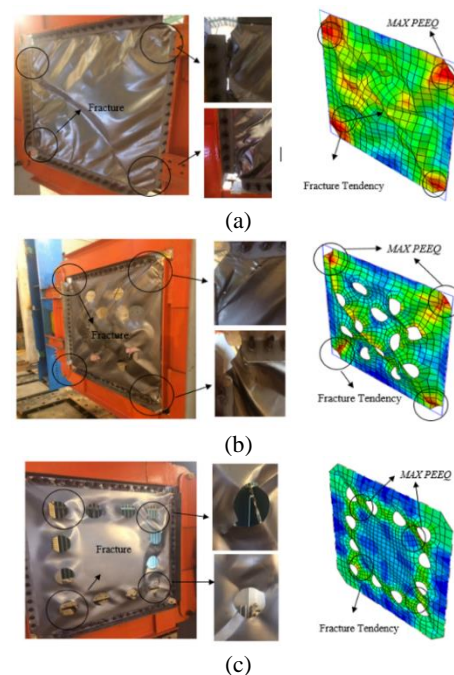 MAX PEEQ
Fracture
Fracture Tendency
(a)
MAX PEEQ
Fracture
Fracture Tendency
(b)
MAX PEEQ
Fracture
Fracture Tendency
(c)